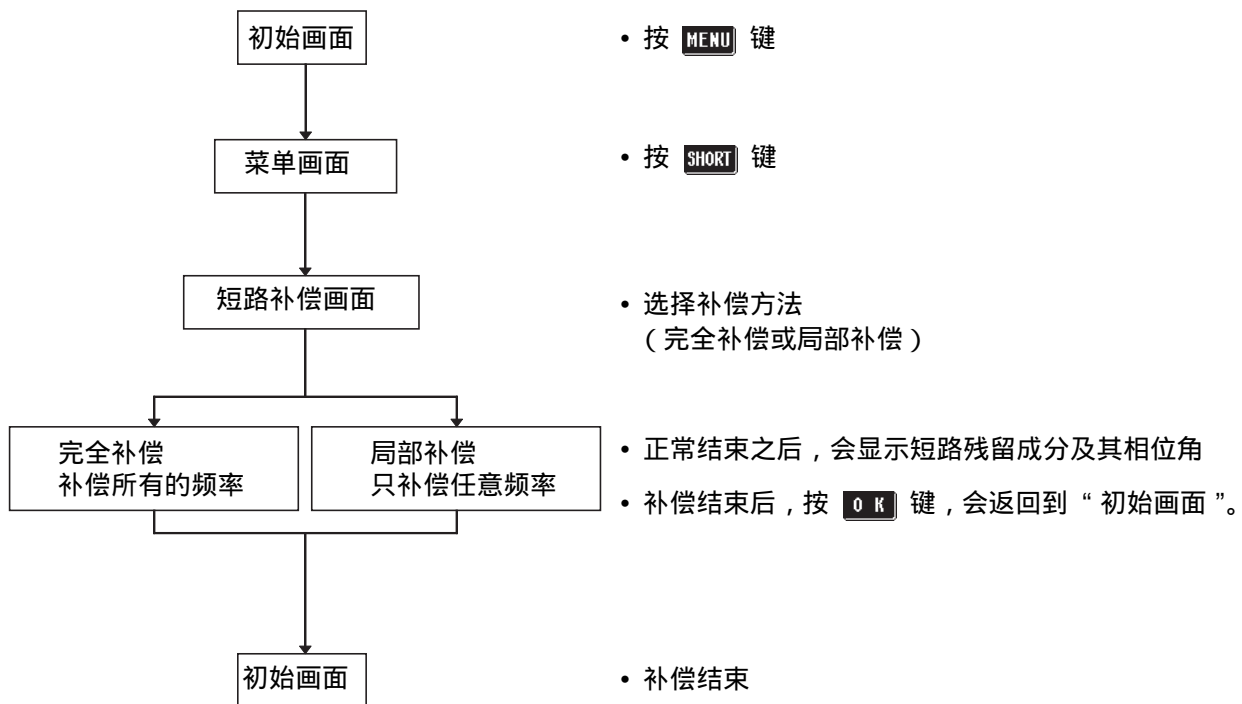 初始画面
• 按 MENU 键
菜单画面
• 按 SHORT 键
短路补偿画面
• 选择补偿方法
(完全补偿或局部补偿)
完全补偿
补偿所有的频率
局部补偿
只补偿任意频率
• 正常结束之后,会显示短路残留成分及其相位角
• 补偿结束后,按 O K 键,会返回到“初始画面”。
初始画面
• 补偿结束